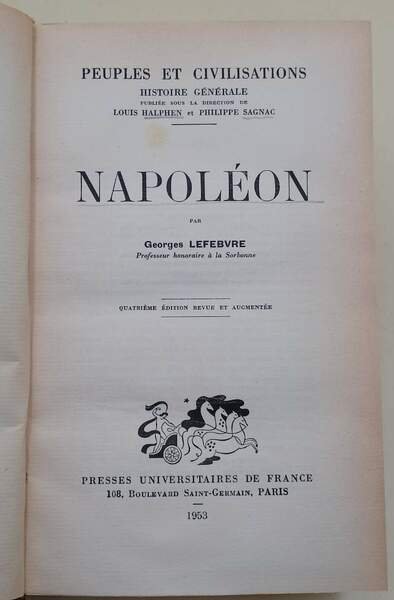 PEUPLES ET CIVILISATIONS
HISTOIRE GÉNÉRALE
PUBLIÉE SOUS LA DIRECTION DE
LOUIS HALPHEN et PHILIPPE SAGNAC
NAPOLÉON
PAR
Georges LEFEBVRE
Professeur honoraire à la Sorbonne
QUATRIÈME ÉDITION REVUE ET AUGMENTÉE
PRESSES UNIVERSITAIRES DE FRANCE
108, BOULEVARD SAINT-GERMAIN, PARIS
1953